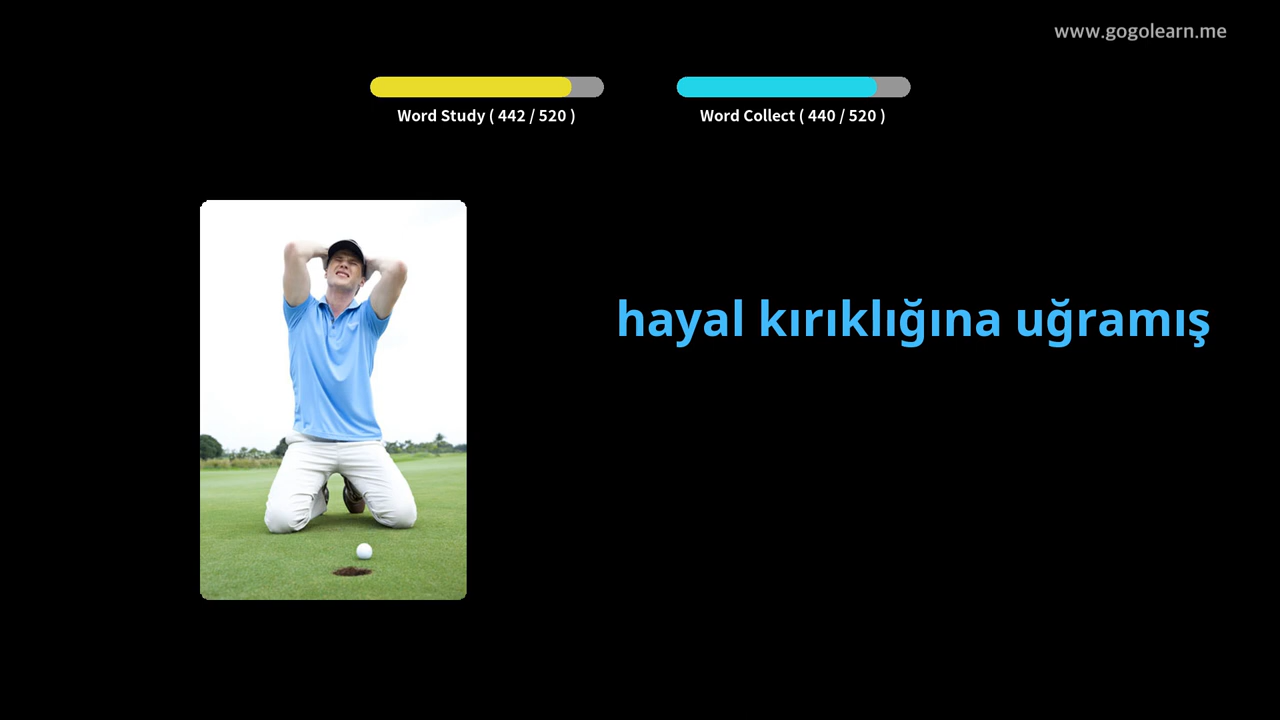 www.gogolearn.me
Word Study ( 442 / 520 )
Word Collect ( 440 / 520 )
hayal kırıklığına uğramış